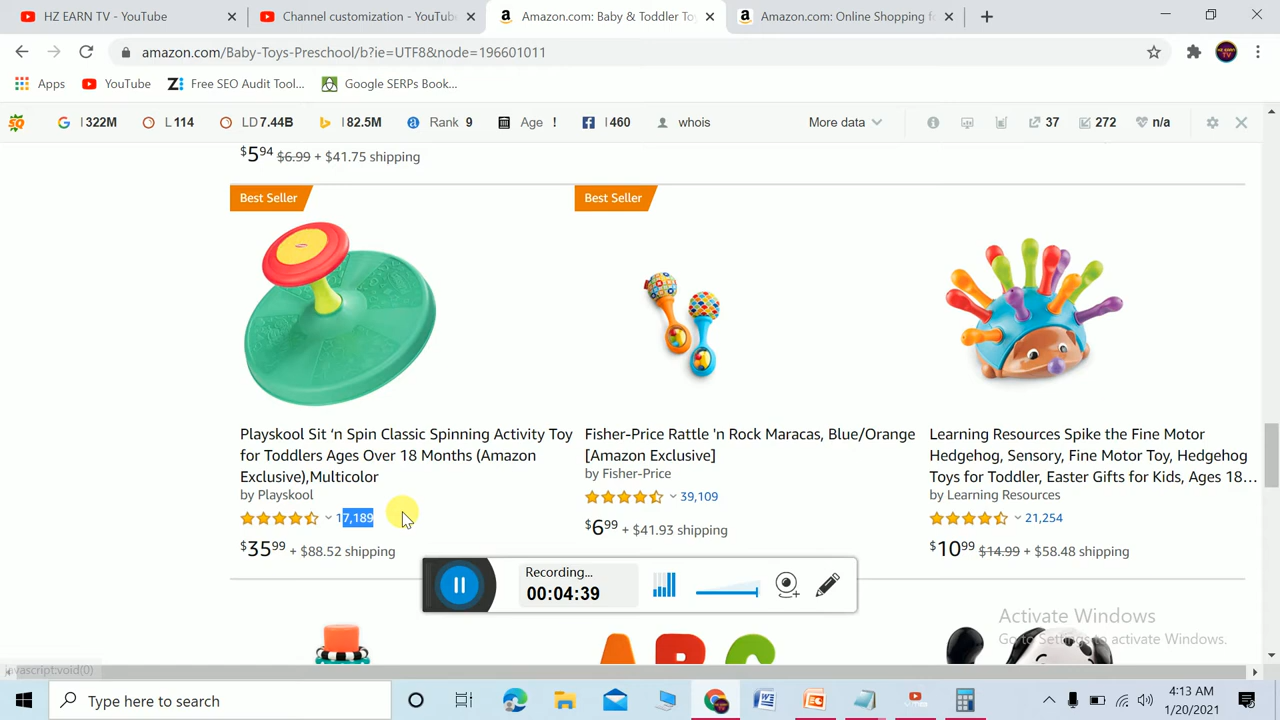 HZ EARN TV - YouTube
Channel customization - YouTub
Amazon.com: Baby & Toddler To
Amazon.com: Online Shopping f
amazon.com/Baby-Toys-Preschool/b?ie=UTF8&node=196601011
Apps
YouTube
Free SEO Audit Tool...
Google SERPs Book...
SQ
I 322M
L 114
LD 7.44B
I 82.5M
Rank 9
Age !
I 460
whois
More data
37
272
n/a
$5.94 $6.99 + $41.75 shipping
Best Seller
Best Seller
Playskool Sit ‘n Spin Classic Spinning Activity Toy
for Toddlers Ages Over 18 Months (Amazon
Exclusive),Multicolor
by Playskool
17,189
$35.99 + $88.52 shipping
Fisher-Price Rattle 'n Rock Maracas, Blue/Orange
[Amazon Exclusive]
by Fisher-Price
39,109
$6.99 + $41.93 shipping
Learning Resources Spike the Fine Motor
Hedgehog, Sensory, Fine Motor Toy, Hedgehog
Toys for Toddler, Easter Gifts for Kids, Ages 18...
by Learning Resources
21,254
$10.99 $14.99 + $58.48 shipping
Recording...
00:04:39
A B C
Activate Windows
Go to Settings to activate Windows.
javascript:void(0)
Type here to search
4:13 AM
1/20/2021